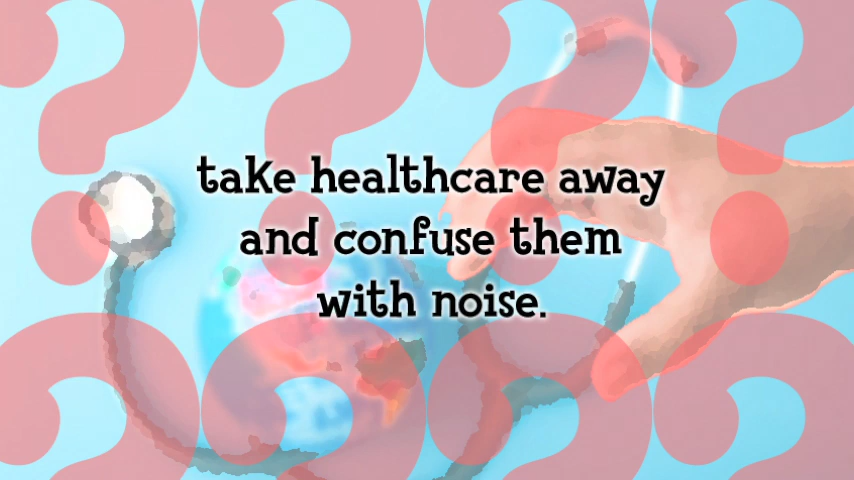 take healthcare away
and confuse them
with noise.